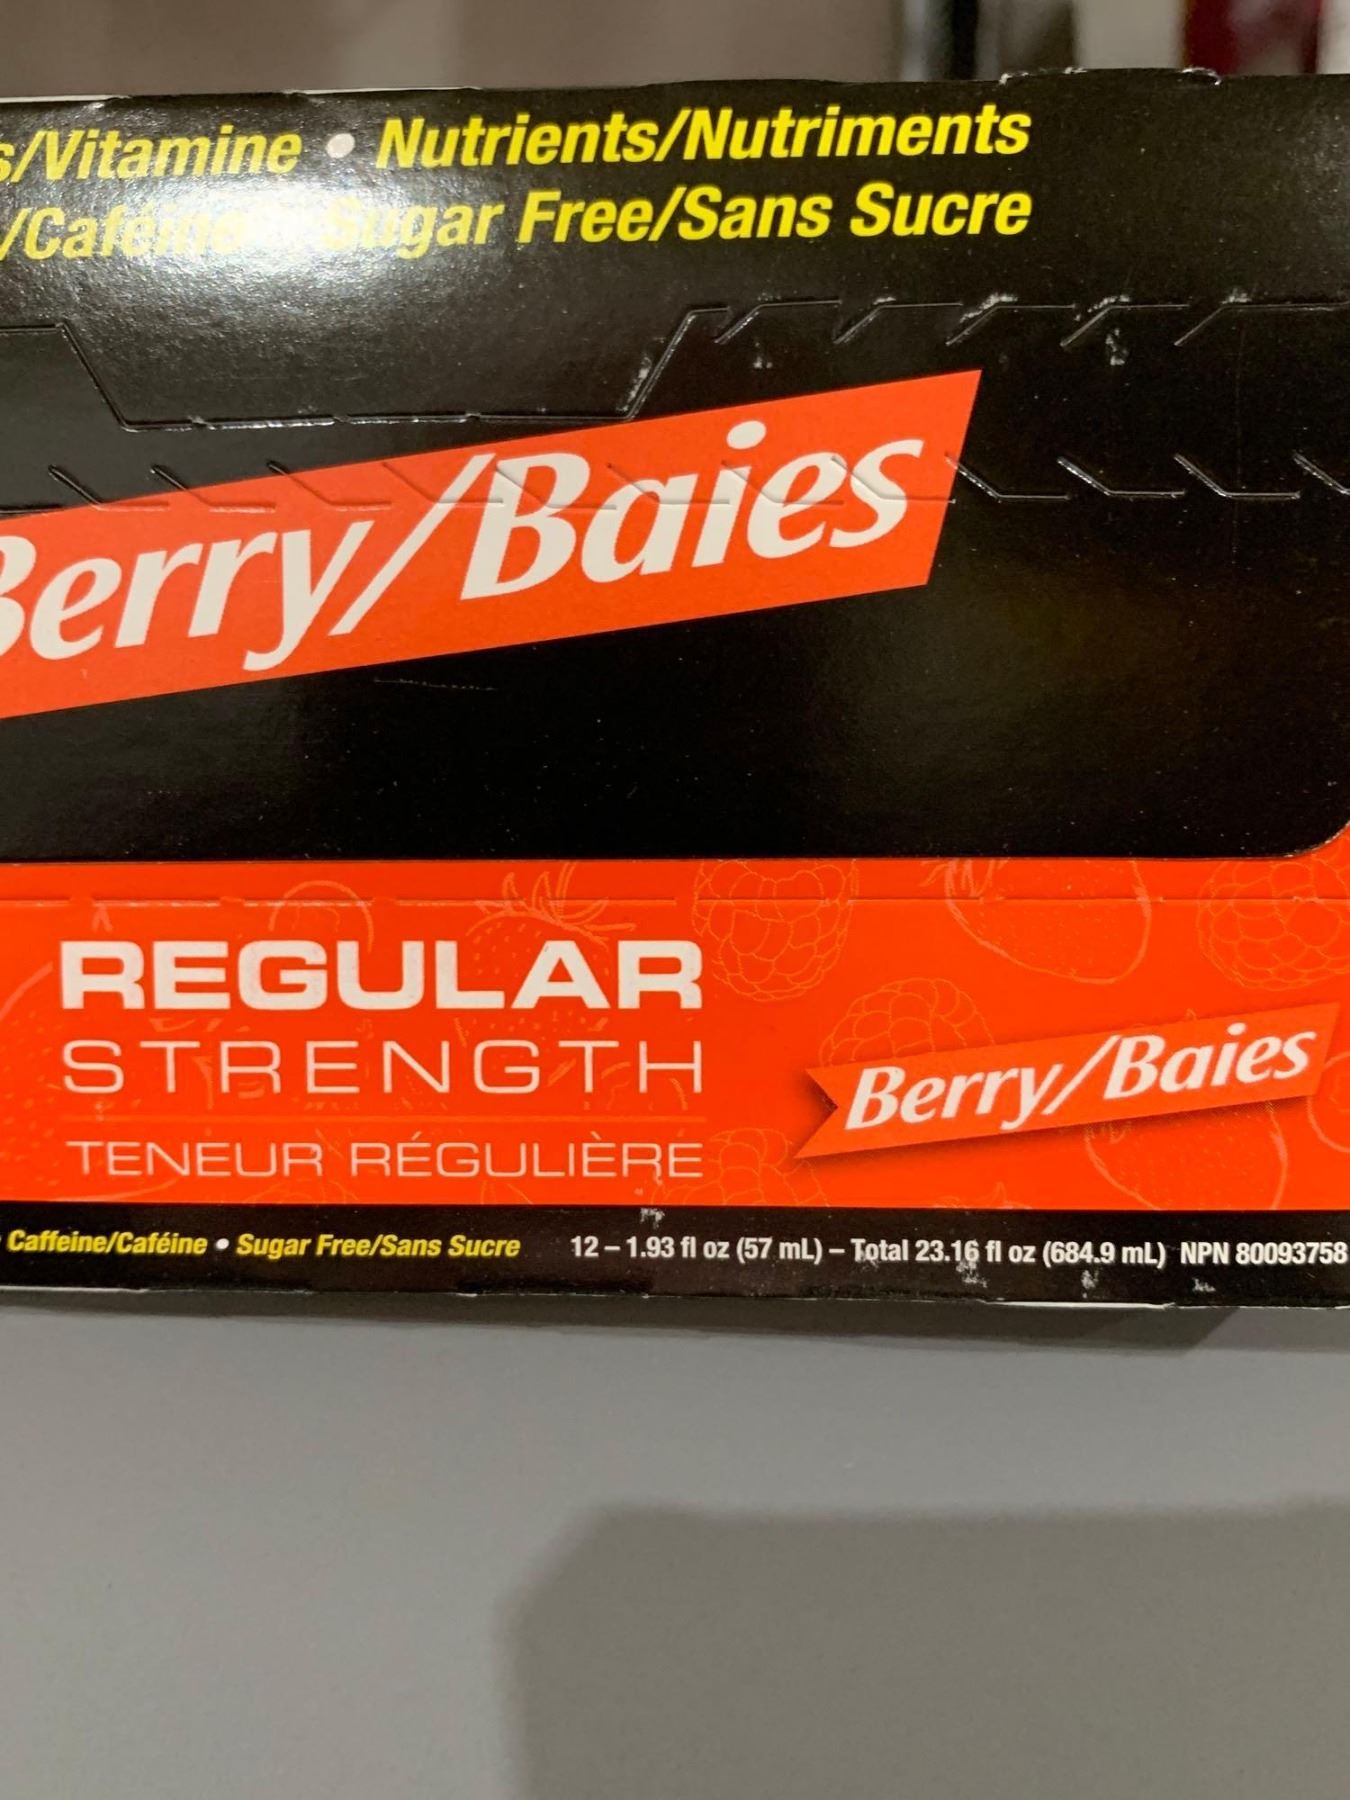 s/Vitamine • Nutrients/Nutriments
/Caféine • Sugar Free/Sans Sucre
Berry/Baies
REGULAR
STRENGTH
TENEUR RÉGULIÈRE
Berry/Baies
Caffeine/Caféine • Sugar Free/Sans Sucre 12 – 1.93 fl oz (57 mL) – Total 23.16 fl oz (684.9 mL) NPN 80093758